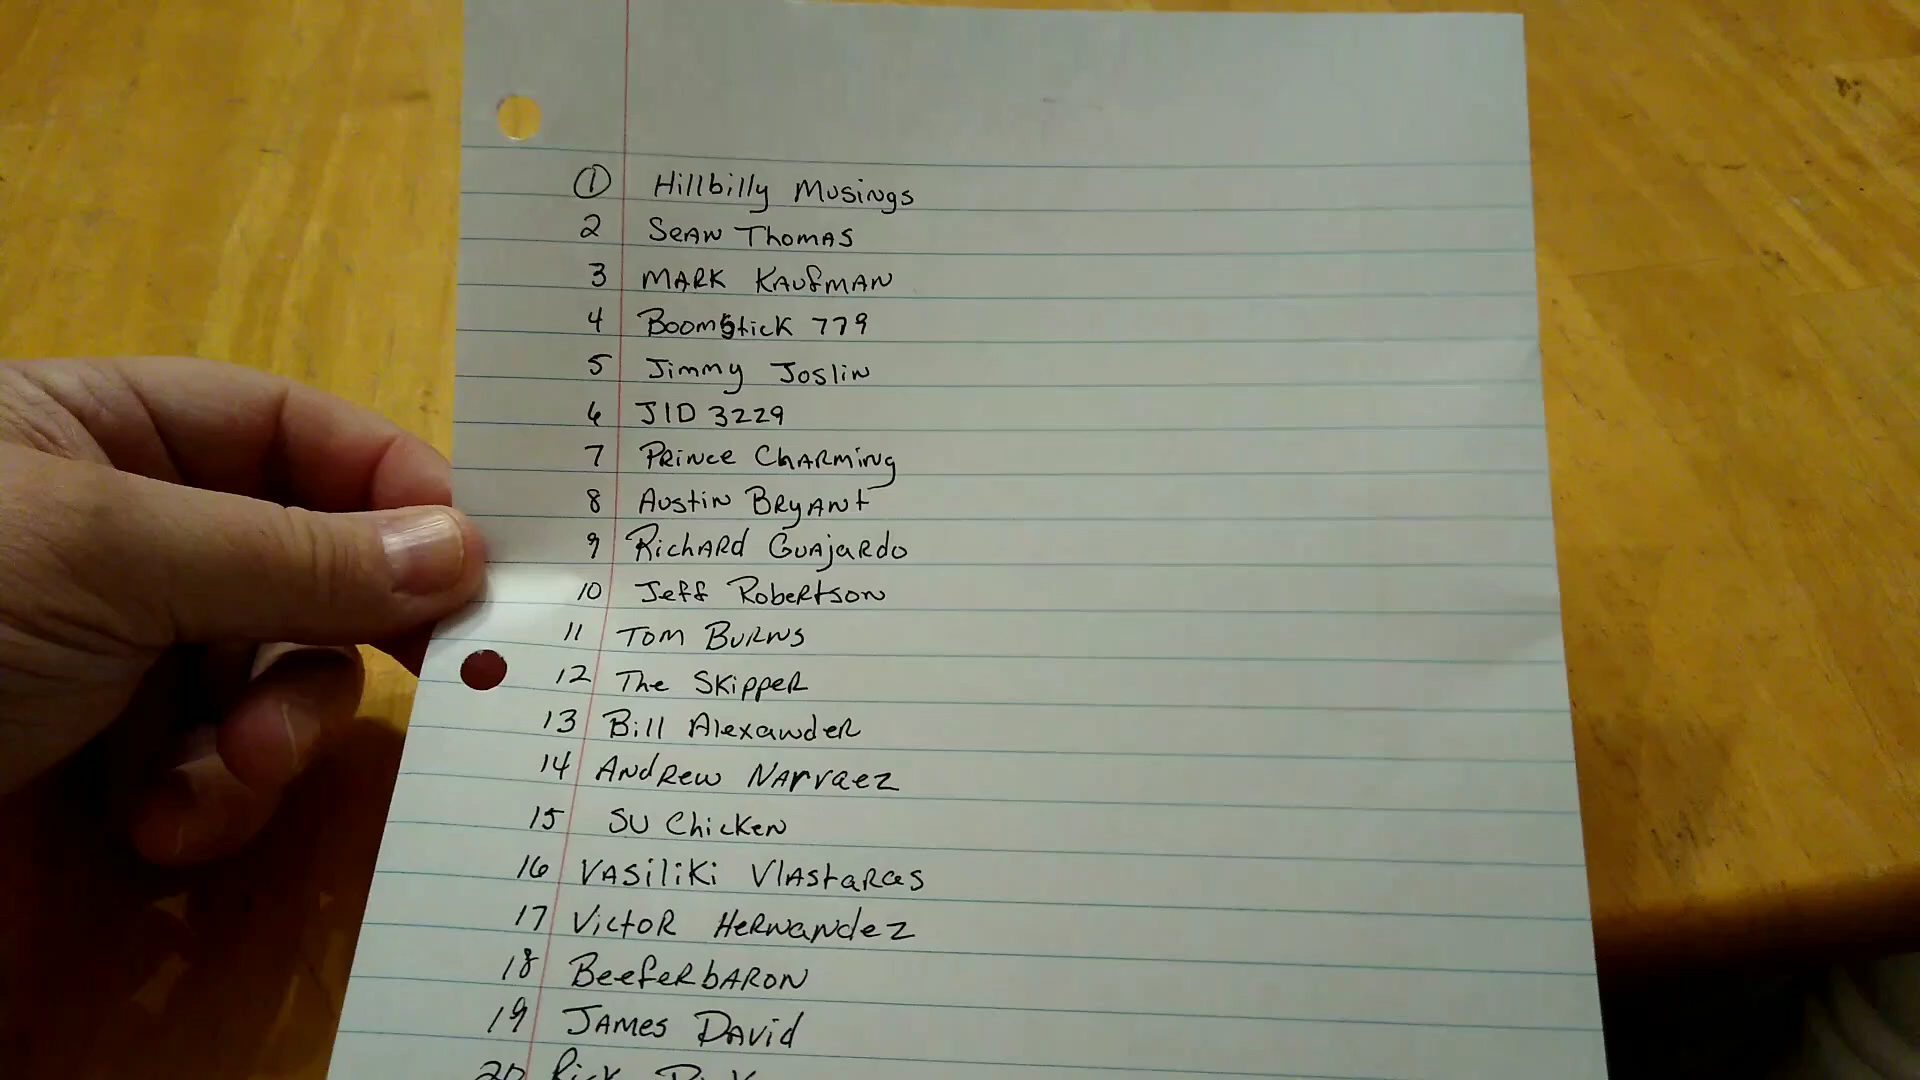 1 Hillbilly Musings
2 Sean Thomas
3 Mark Kaufman
4 Boomstick 779
5 Jimmy Joslin
6 JID 3229
7 Prince Charming
8 Austin Bryant
9 Richard Guajardo
10 Jeff Robertson
11 Tom Burns
12 The Skipper
13 Bill Alexander
14 Andrew Narvaez
15 SU Chicken
16 Vasiliki Vlastaras
17 Victor Hernandez
18 Beeferbaron
19 James David
20 Rick